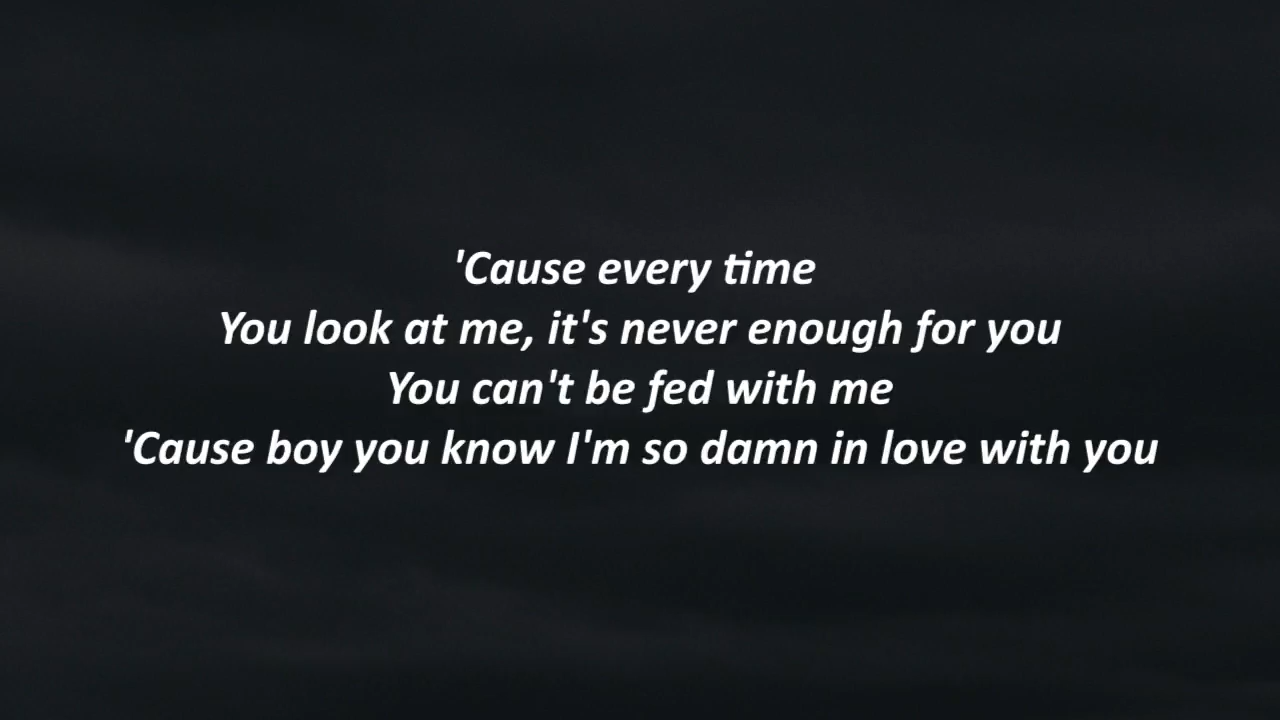 'Cause every time
You look at me, it's never enough for you
You can't be fed with me
'Cause boy you know I'm so damn in love with you